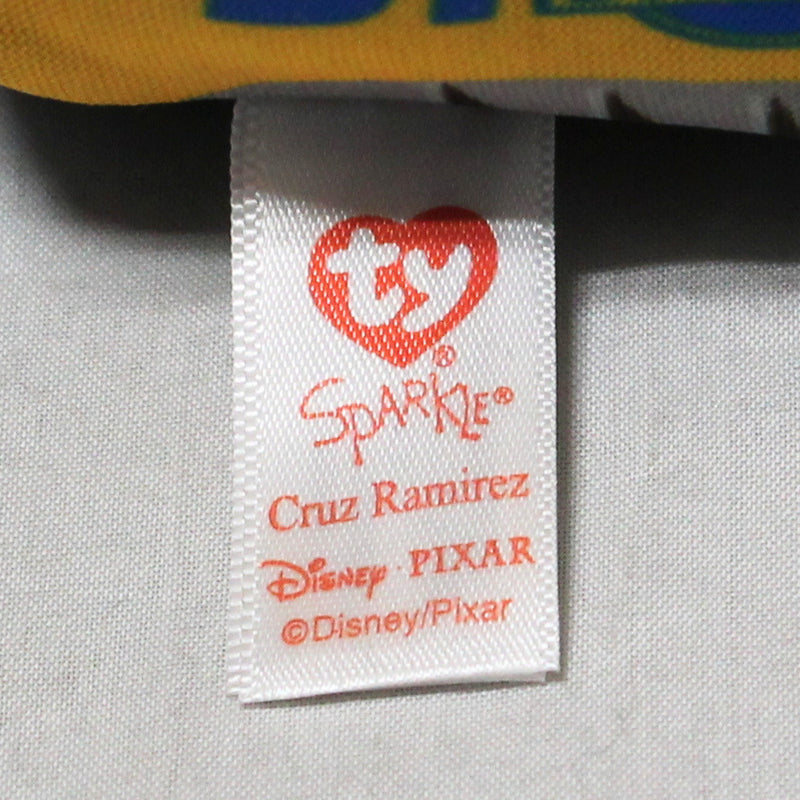 ty®
SPARKLE®
Cruz Ramirez
Disney · PIXAR
©Disney/Pixar